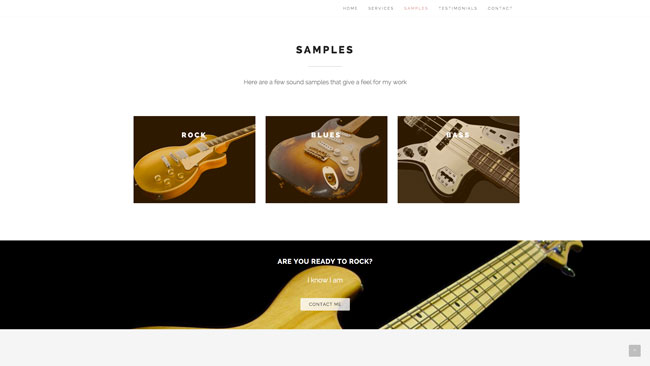 HOME SERVICES SAMPLES TESTIMONIALS CONTACT
SAMPLES
Here are a few sound samples that give a feel for my work
ROCK BLUES BASS
ARE YOU READY TO ROCK?
I know I am
CONTACT ME